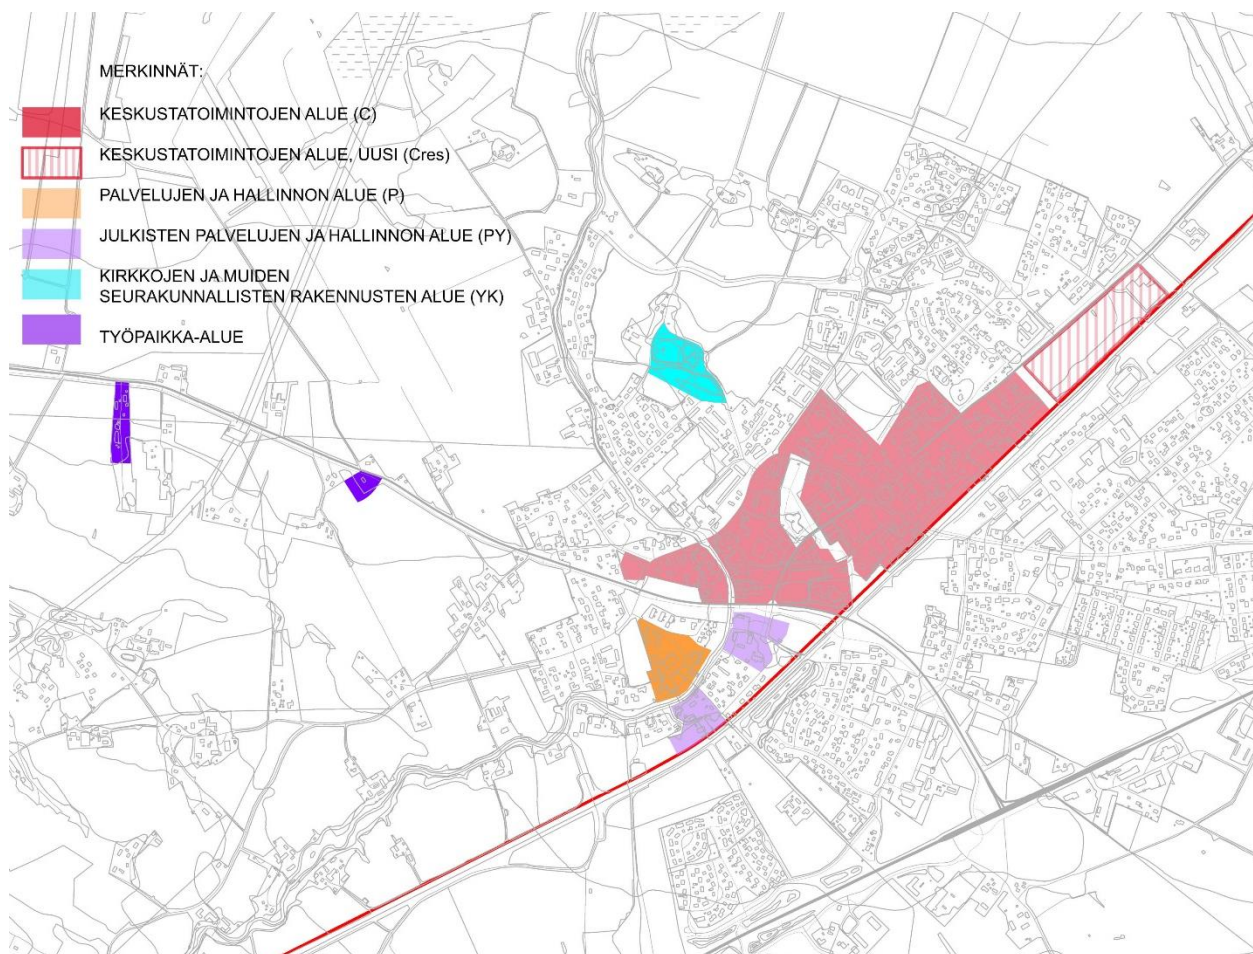 MERKINNÄT:
KESKUSTATOIMINTOJEN ALUE (C)
KESKUSTATOIMINTOJEN ALUE, UUSI (Cres)
PALVELUJEN JA HALLINNON ALUE (P)
JULKISTEN PALVELUJEN JA HALLINNON ALUE (PY)
KIRKKOJEN JA MUIDEN
SEURAKUNNALLISTEN RAKENNUSTEN ALUE (YK)
TYÖPAIKKA-ALUE